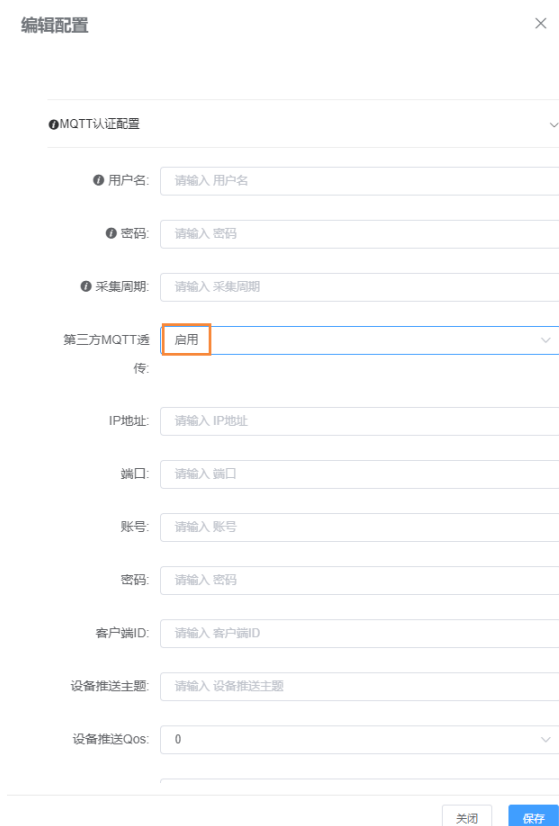 编辑配置
MQTT认证配置
用户名: 请输入 用户名
密码: 请输入 密码
采集周期: 请输入 采集周期
第三方MQTT透 启用
传:
IP地址: 请输入 IP地址
端口: 请输入 端口
账号: 请输入 账号
密码: 请输入 密码
客户端ID: 请输入 客户端ID
设备推送主题: 请输入 设备推送主题
设备推送Qos: 0
关闭 保存